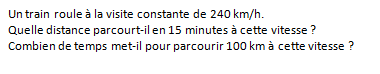 Un train roule à la visite constante de 240 km/h.
Quelle distance parcourt-il en 15 minutes à cette vitesse ?
Combien de temps met-il pour parcourir 100 km à cette vitesse ?